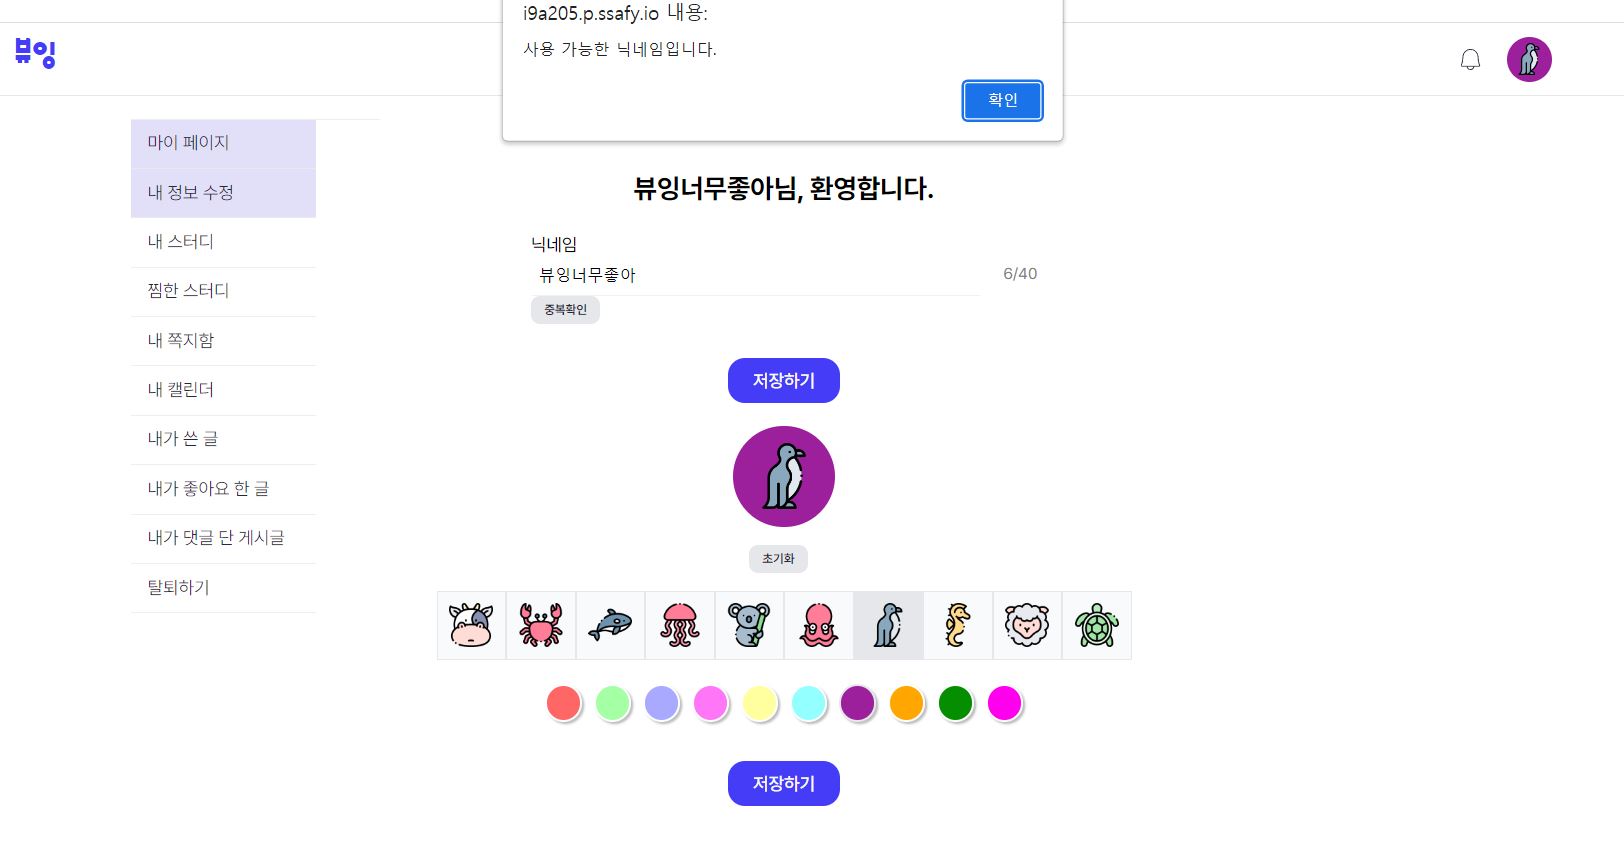 i9a205.p.ssafy.io 내용:
사용 가능한 닉네임입니다.
확인
뷰잉
마이 페이지
내 정보 수정
내 스터디
찜한 스터디
내 쪽지함
내 캘린더
내가 쓴 글
내가 좋아요 한 글
내가 댓글 단 게시글
탈퇴하기
뷰잉너무좋아님, 환영합니다.
닉네임
뷰잉너무좋아 6/40
중복확인
저장하기
초기화
저장하기